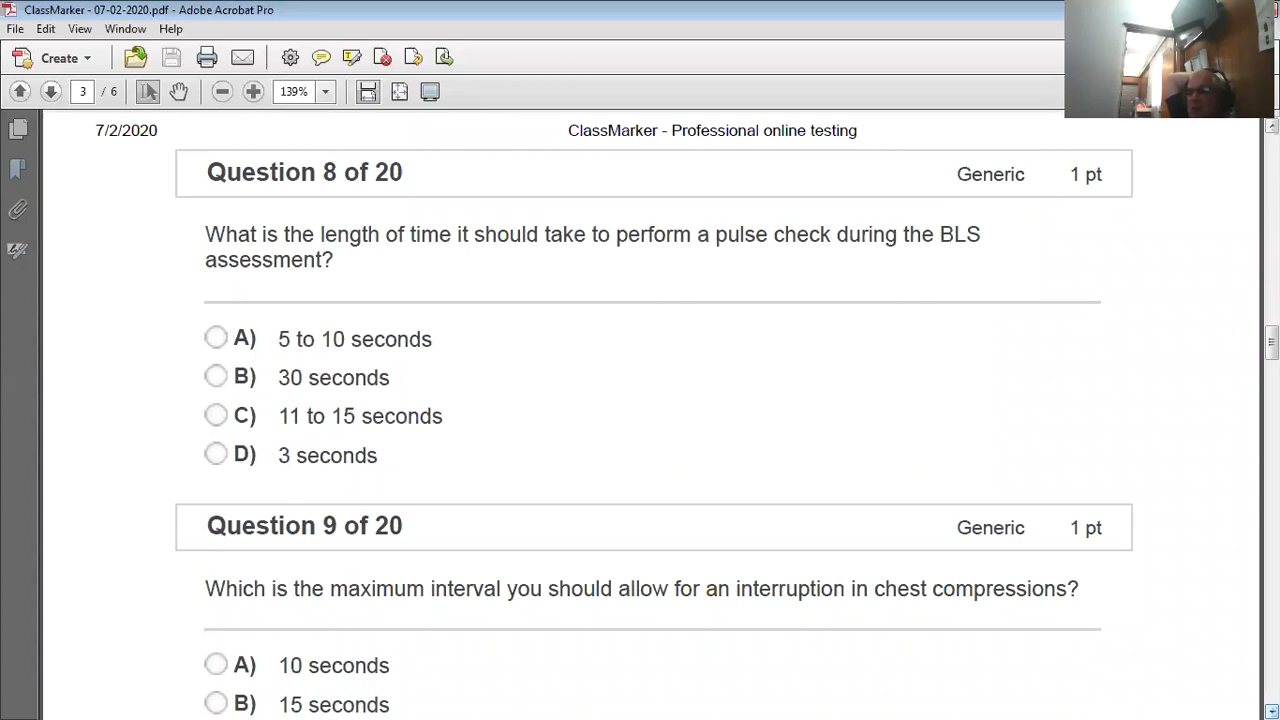 ClassMarker - 07-02-2020.pdf - Adobe Acrobat Pro
File Edit View Window Help
Create
3 / 6 139%
7/2/2020 ClassMarker - Professional online testing
Question 8 of 20 Generic 1 pt
What is the length of time it should take to perform a pulse check during the BLS
assessment?
A) 5 to 10 seconds
B) 30 seconds
C) 11 to 15 seconds
D) 3 seconds
Question 9 of 20 Generic 1 pt
Which is the maximum interval you should allow for an interruption in chest compressions?
A) 10 seconds
B) 15 seconds